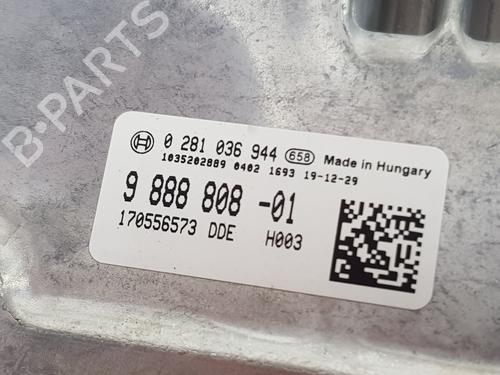 B-PARTS
0 281 036 944 658 Made in Hungary
1035202889 0402 1693 19-12-29
9 888 808 -01
170556573 DDE H003